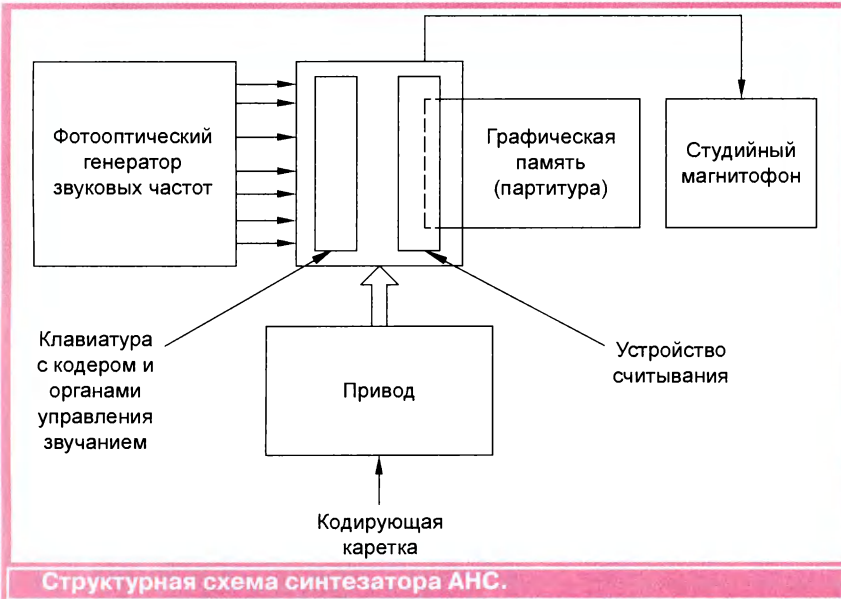 Фотооптический
генератор
звуковых частот
Графическая
память
(партитура)
Студийный
магнитофон
Клавиатура
с кодером и
органами
управления
звучанием
Привод
Устройство
считывания
Кодирующая
каретка
Структурная схема синтезатора АНС.